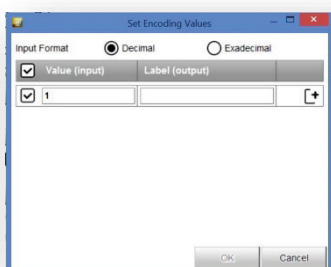 Set Encoding Values
Input Format Decimal Exadecimal
Value (input) Label (output)
1
OK Cancel